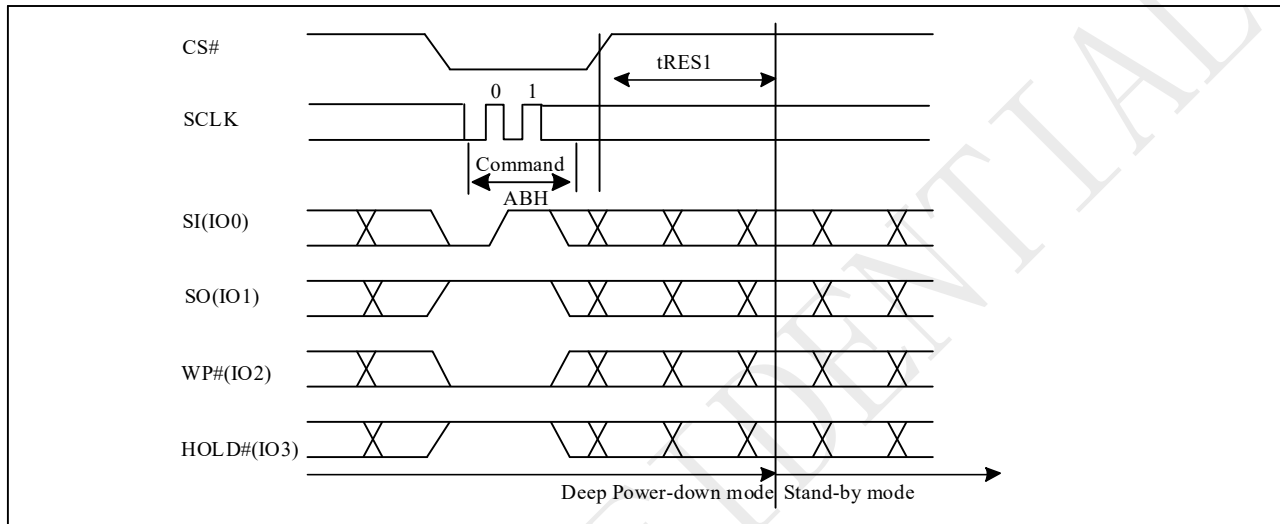 CS#
tRES1
0 1
SCLK
Command
ABH
SI(IO0)
SO(IO1)
WP#(IO2)
HOLD#(IO3)
Deep Power-down mode Stand-by mode
IDENTIAL